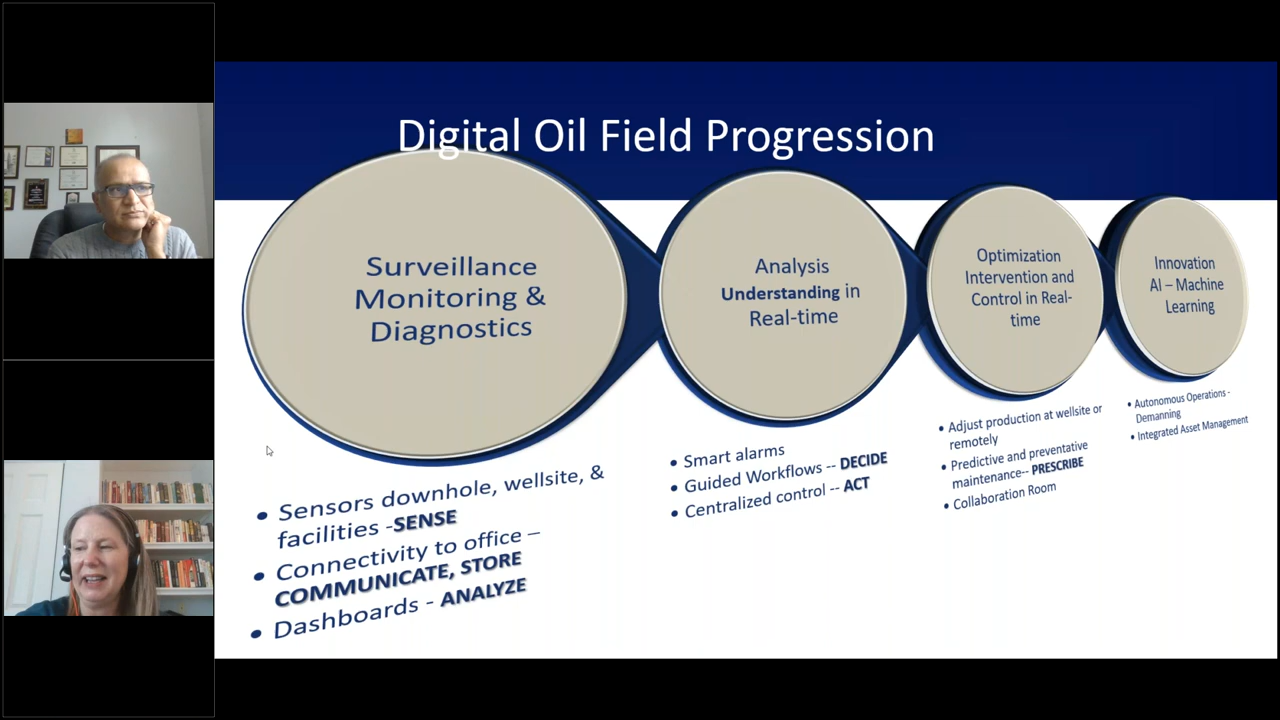 Digital Oil Field Progression
Surveillance
Monitoring &
Diagnostics
Analysis
Understanding in
Real-time
Optimization
Intervention and
Control in Real-
time
Innovation
AI – Machine
Learning
• Sensors downhole, wellsite, &
facilities -SENSE
• Connectivity to office –
COMMUNICATE, STORE
• Dashboards - ANALYZE
• Smart alarms
• Guided Workflows -- DECIDE
• Centralized control -- ACT
• Adjust production at wellsite or
remotely
• Predictive and preventative
maintenance-- PRESCRIBE
• Collaboration Room
• Autonomous Operations -
Demanning
• Integrated Asset Management